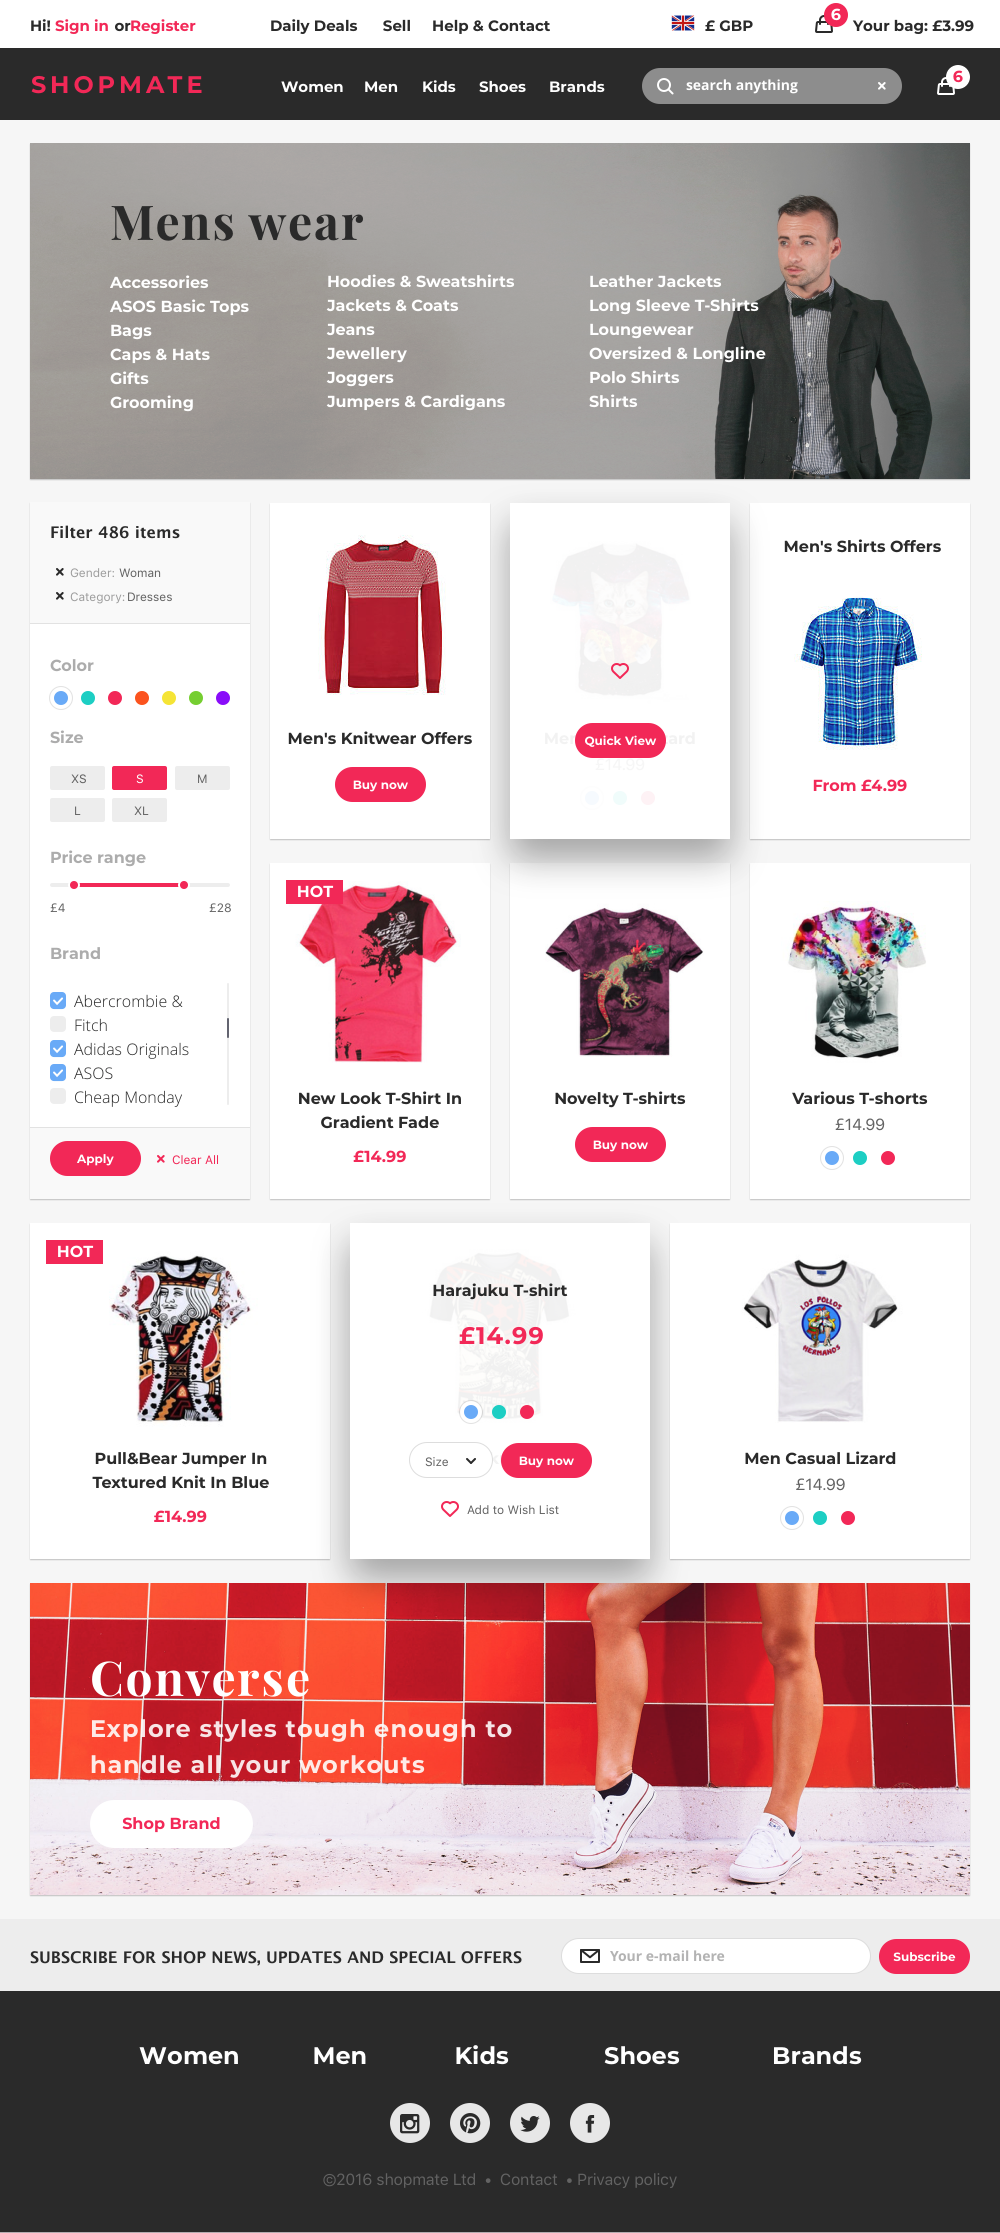 Hi! Sign in or Register
Daily Deals
Sell
Help & Contact
£ GBP
6
Your bag: £3.99
SHOPMATE
Women
Men
Kids
Shoes
Brands
search anything
×
6
Mens wear
Accessories
ASOS Basic Tops
Bags
Caps & Hats
Gifts
Grooming
Hoodies & Sweatshirts
Jackets & Coats
Jeans
Jewellery
Joggers
Jumpers & Cardigans
Leather Jackets
Long Sleeve T-Shirts
Loungewear
Oversized & Longline
Polo Shirts
Shirts
Filter 486 items
× Gender: Woman
× Category: Dresses
Color
Size
XS
S
M
L
XL
Price range
£4
£28
Brand
Abercrombie &
Fitch
Adidas Originals
ASOS
Cheap Monday
Apply
× Clear All
Men's Knitwear Offers
Buy now
Quick View
£14.99
Men's Shirts Offers
From £4.99
HOT
New Look T-Shirt In
Gradient Fade
£14.99
Novelty T-shirts
Buy now
Various T-shorts
£14.99
HOT
Pull&Bear Jumper In
Textured Knit In Blue
£14.99
Harajuku T-shirt
£14.99
Size
Buy now
Add to Wish List
LOS POLLOS
HERMANOS
Men Casual Lizard
£14.99
Converse
Explore styles tough enough to
handle all your workouts
Shop Brand
SUBSCRIBE FOR SHOP NEWS, UPDATES AND SPECIAL OFFERS
Your e-mail here
Subscribe
Women
Men
Kids
Shoes
Brands
©2016 shopmate Ltd • Contact • Privacy policy